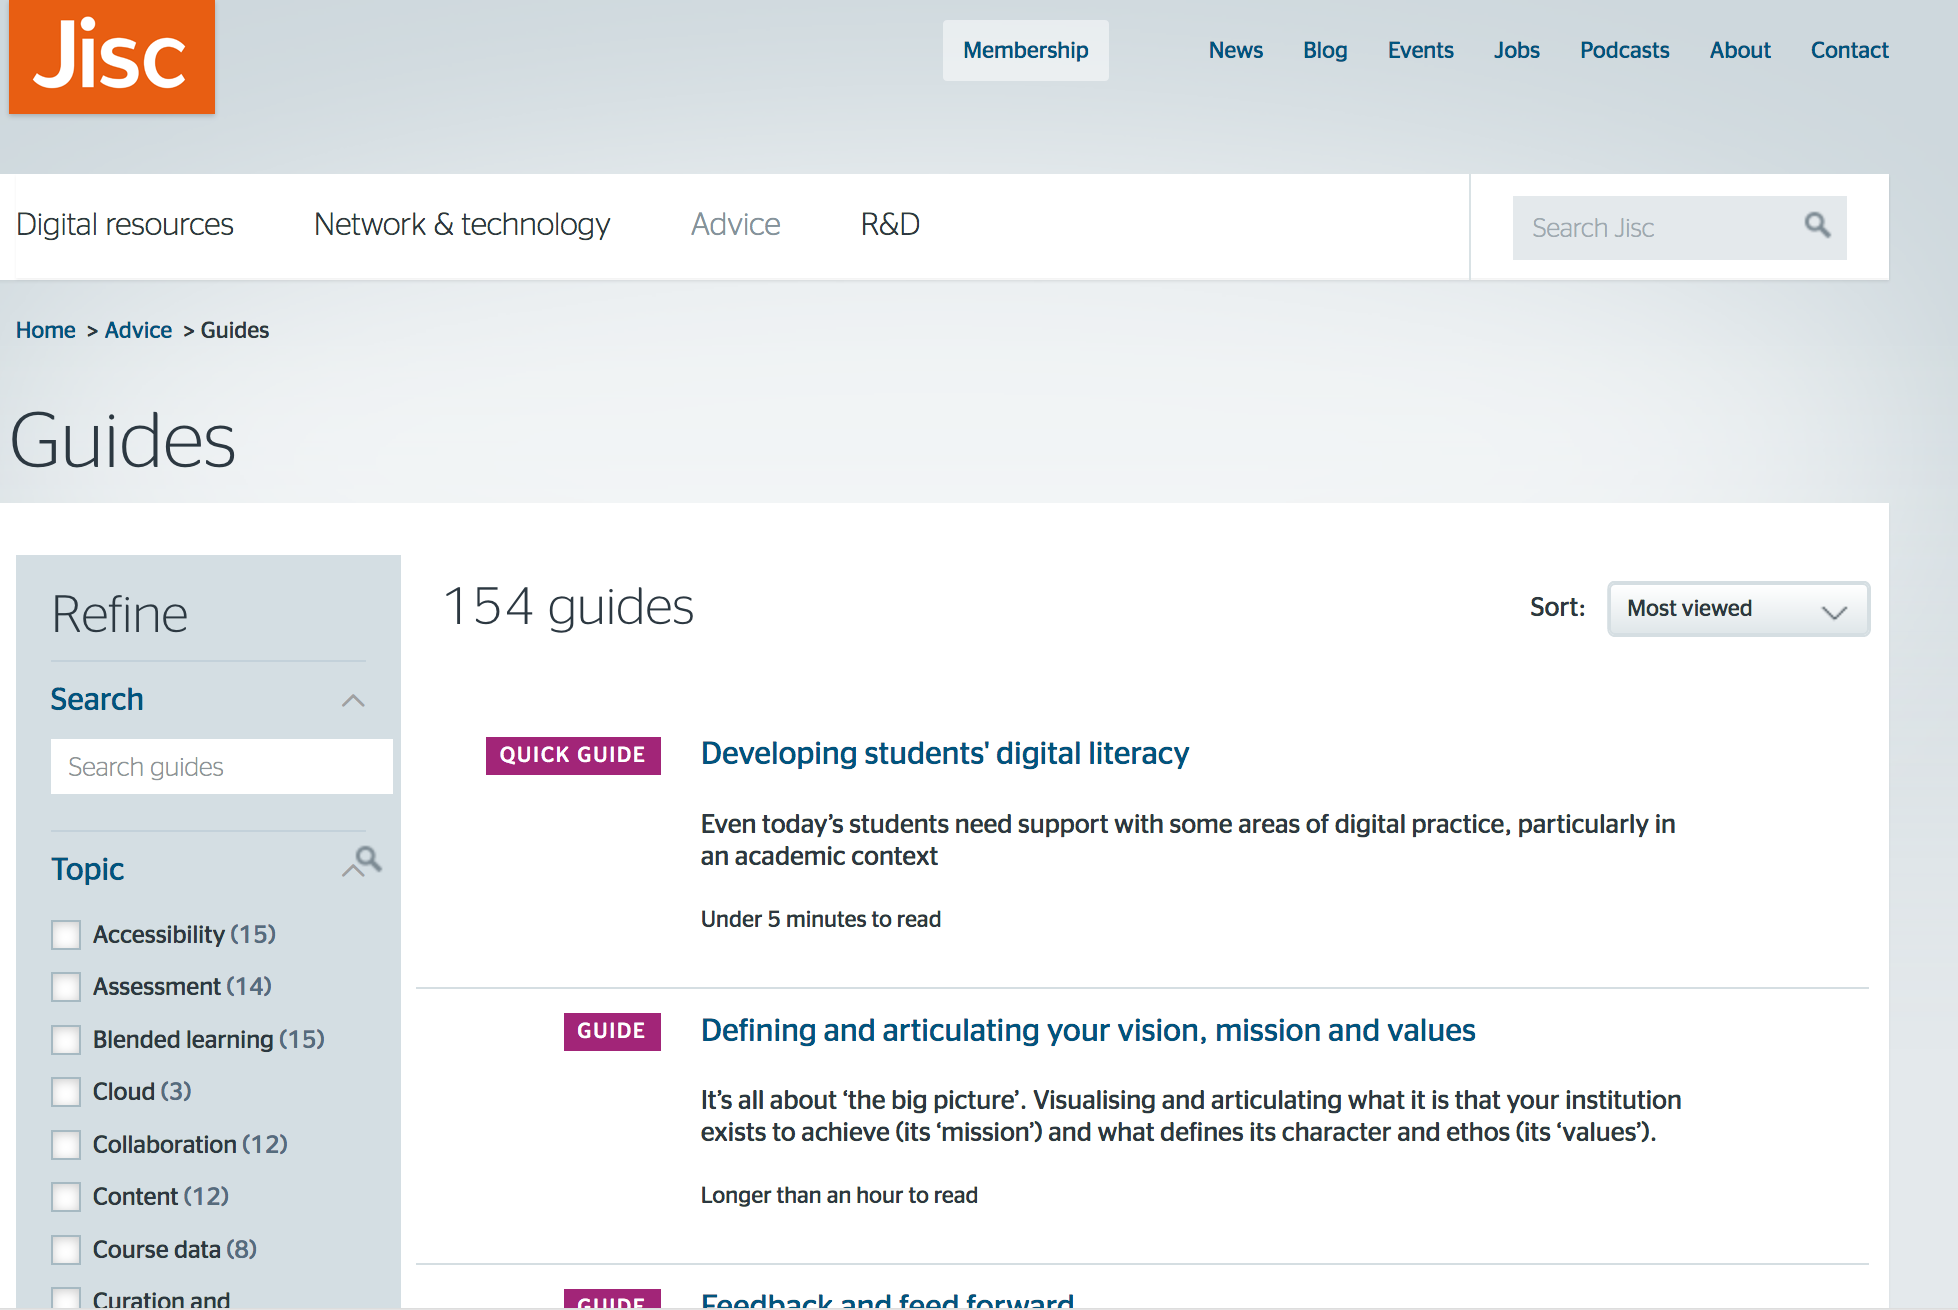 Jisc
Membership
News
Blog
Events
Jobs
Podcasts
About
Contact
Digital resources
Network & technology
Advice
R&D
Search Jisc
Home > Advice > Guides
Guides
Refine
Search
Search guides
Topic
Accessibility (15)
Assessment (14)
Blended learning (15)
Cloud (3)
Collaboration (12)
Content (12)
Course data (8)
Curation and
154 guides
Sort:
Most viewed
QUICK GUIDE
Developing students' digital literacy
Even today’s students need support with some areas of digital practice, particularly in
an academic context
Under 5 minutes to read
GUIDE
Defining and articulating your vision, mission and values
It’s all about ‘the big picture’. Visualising and articulating what it is that your institution
exists to achieve (its ‘mission’) and what defines its character and ethos (its ‘values’).
Longer than an hour to read
GUIDE
Feedback and feed forward